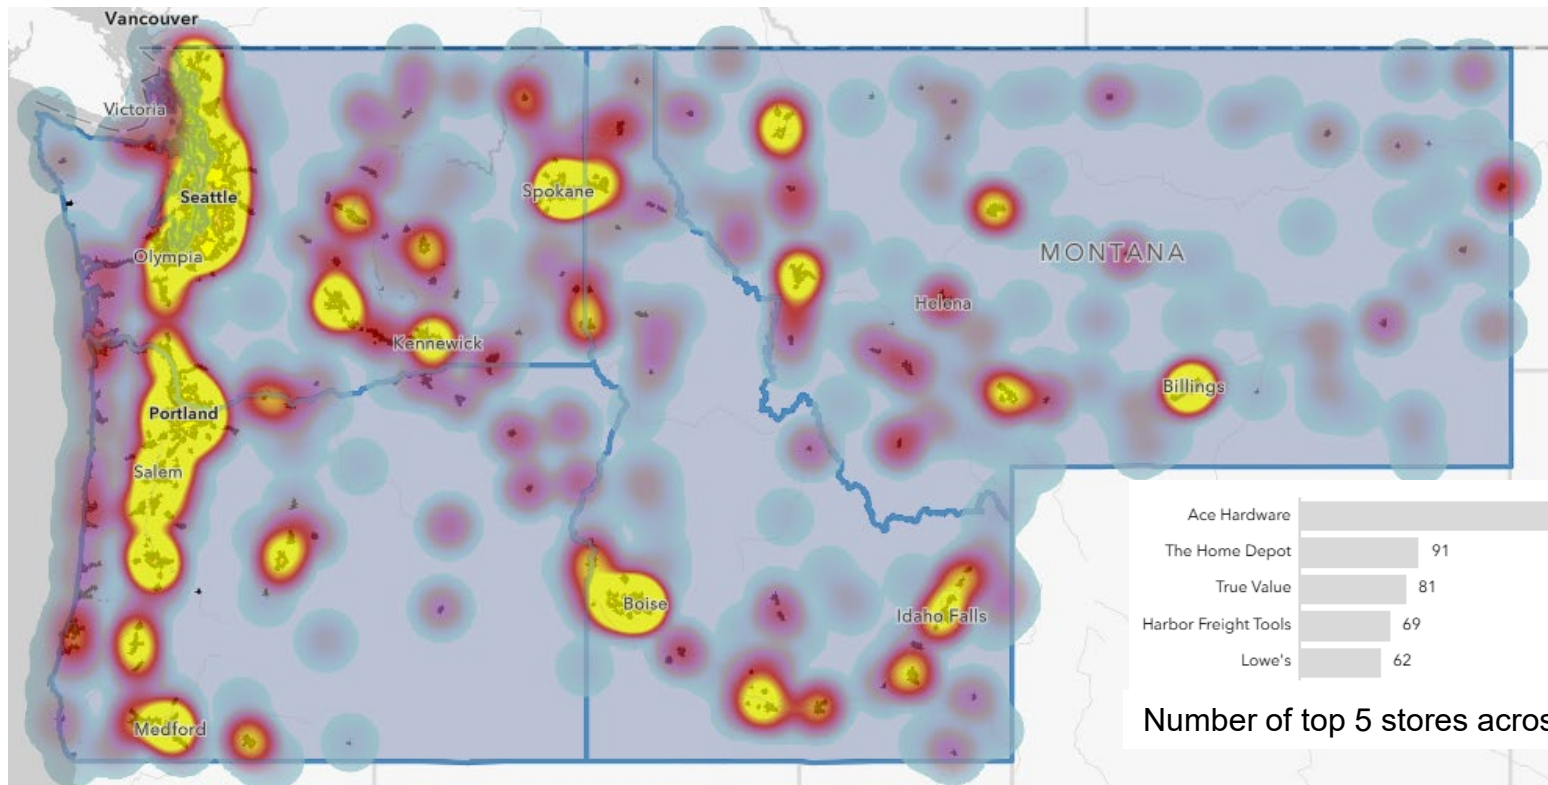 Vancouver
Victoria
Seattle
Spokane
Olympia
MONTANA
Helena
Kennewick
Billings
Portland
Salem
Boise
Idaho Falls
Medford
Ace Hardware
The Home Depot 91
True Value 81
Harbor Freight Tools 69
Lowe's 62
Number of top 5 stores acros